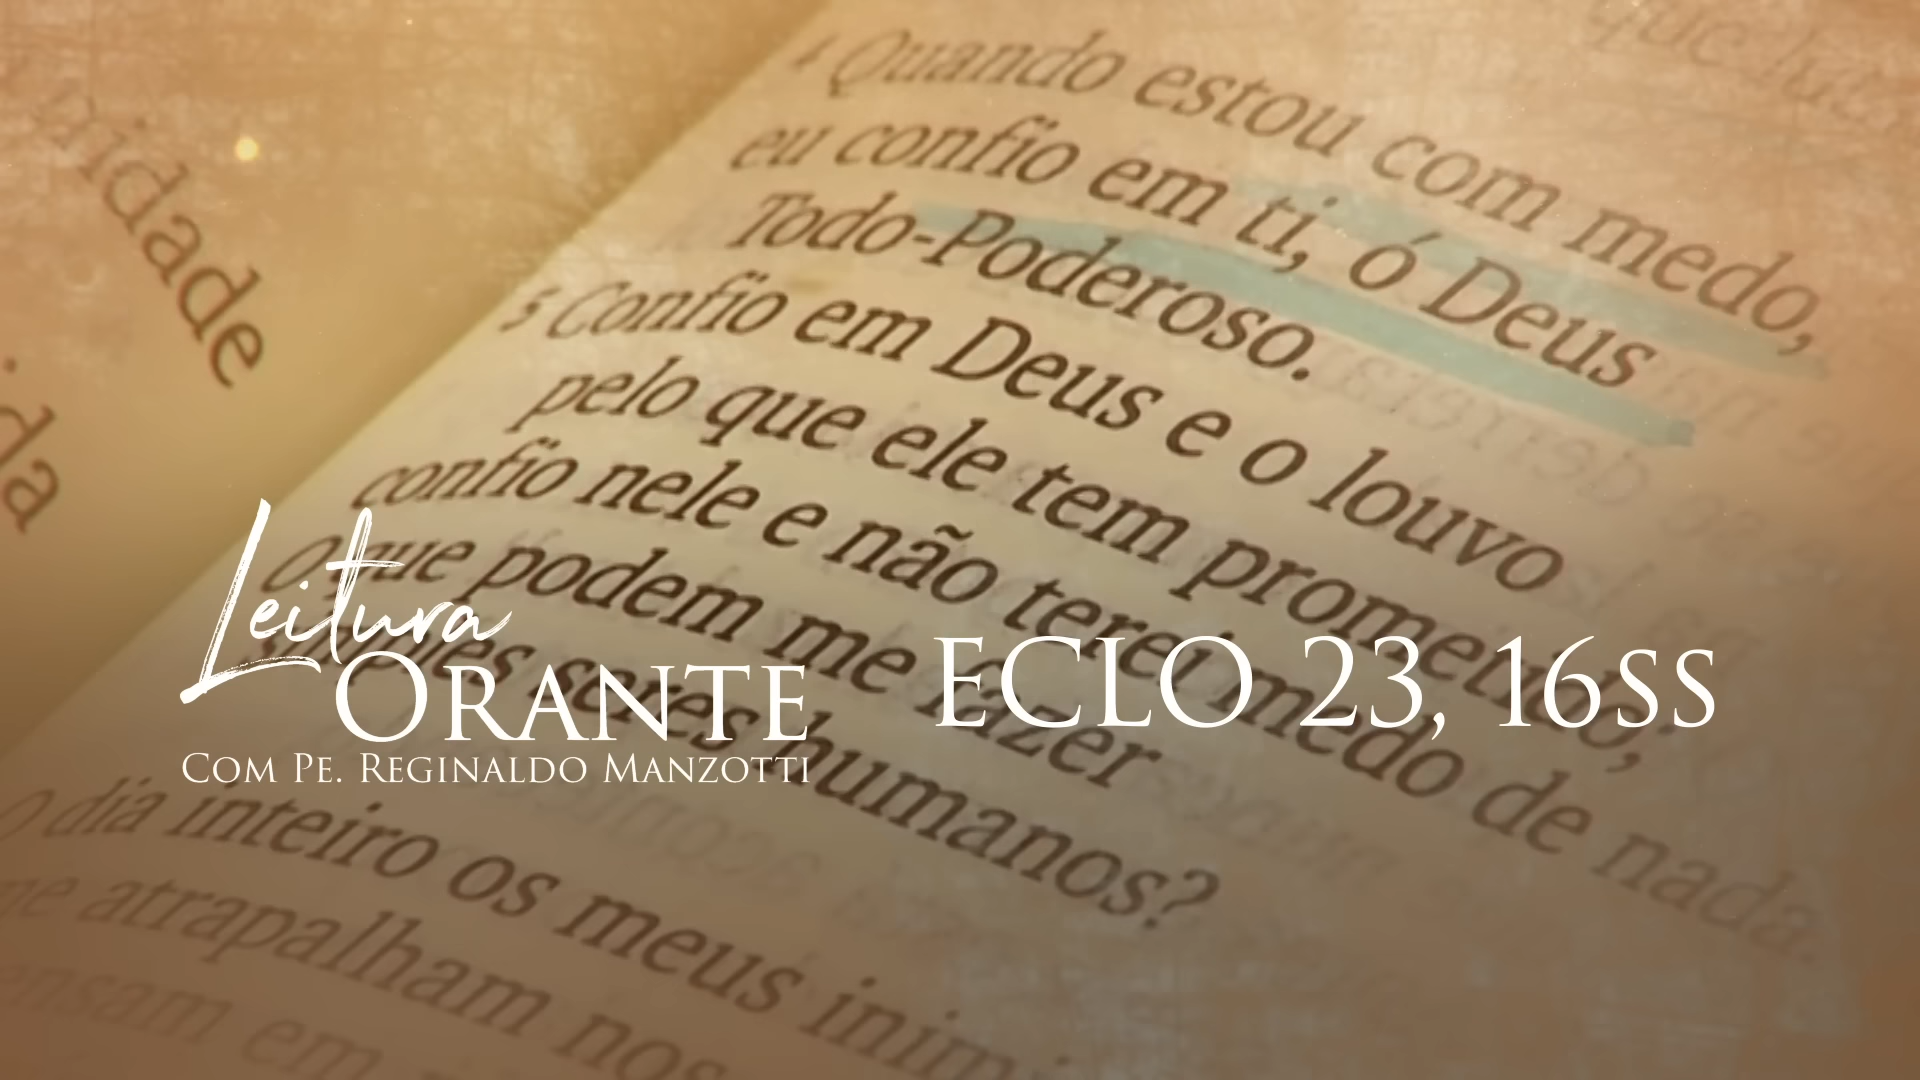 4 Quando estou com medo,
eu confio em ti, ó Deus
Todo-Poderoso.
5 Confio em Deus e o louvo
pelo que ele tem prometido;
confio nele e não terei medo de nada.
O que podem me fazer
simples seres humanos?
o dia inteiro os meus inimi
atrapalham nos
em
idade
da
Leitura
ORANTE
COM PE. REGINALDO MANZOTTI
ECLO 23, 16SS